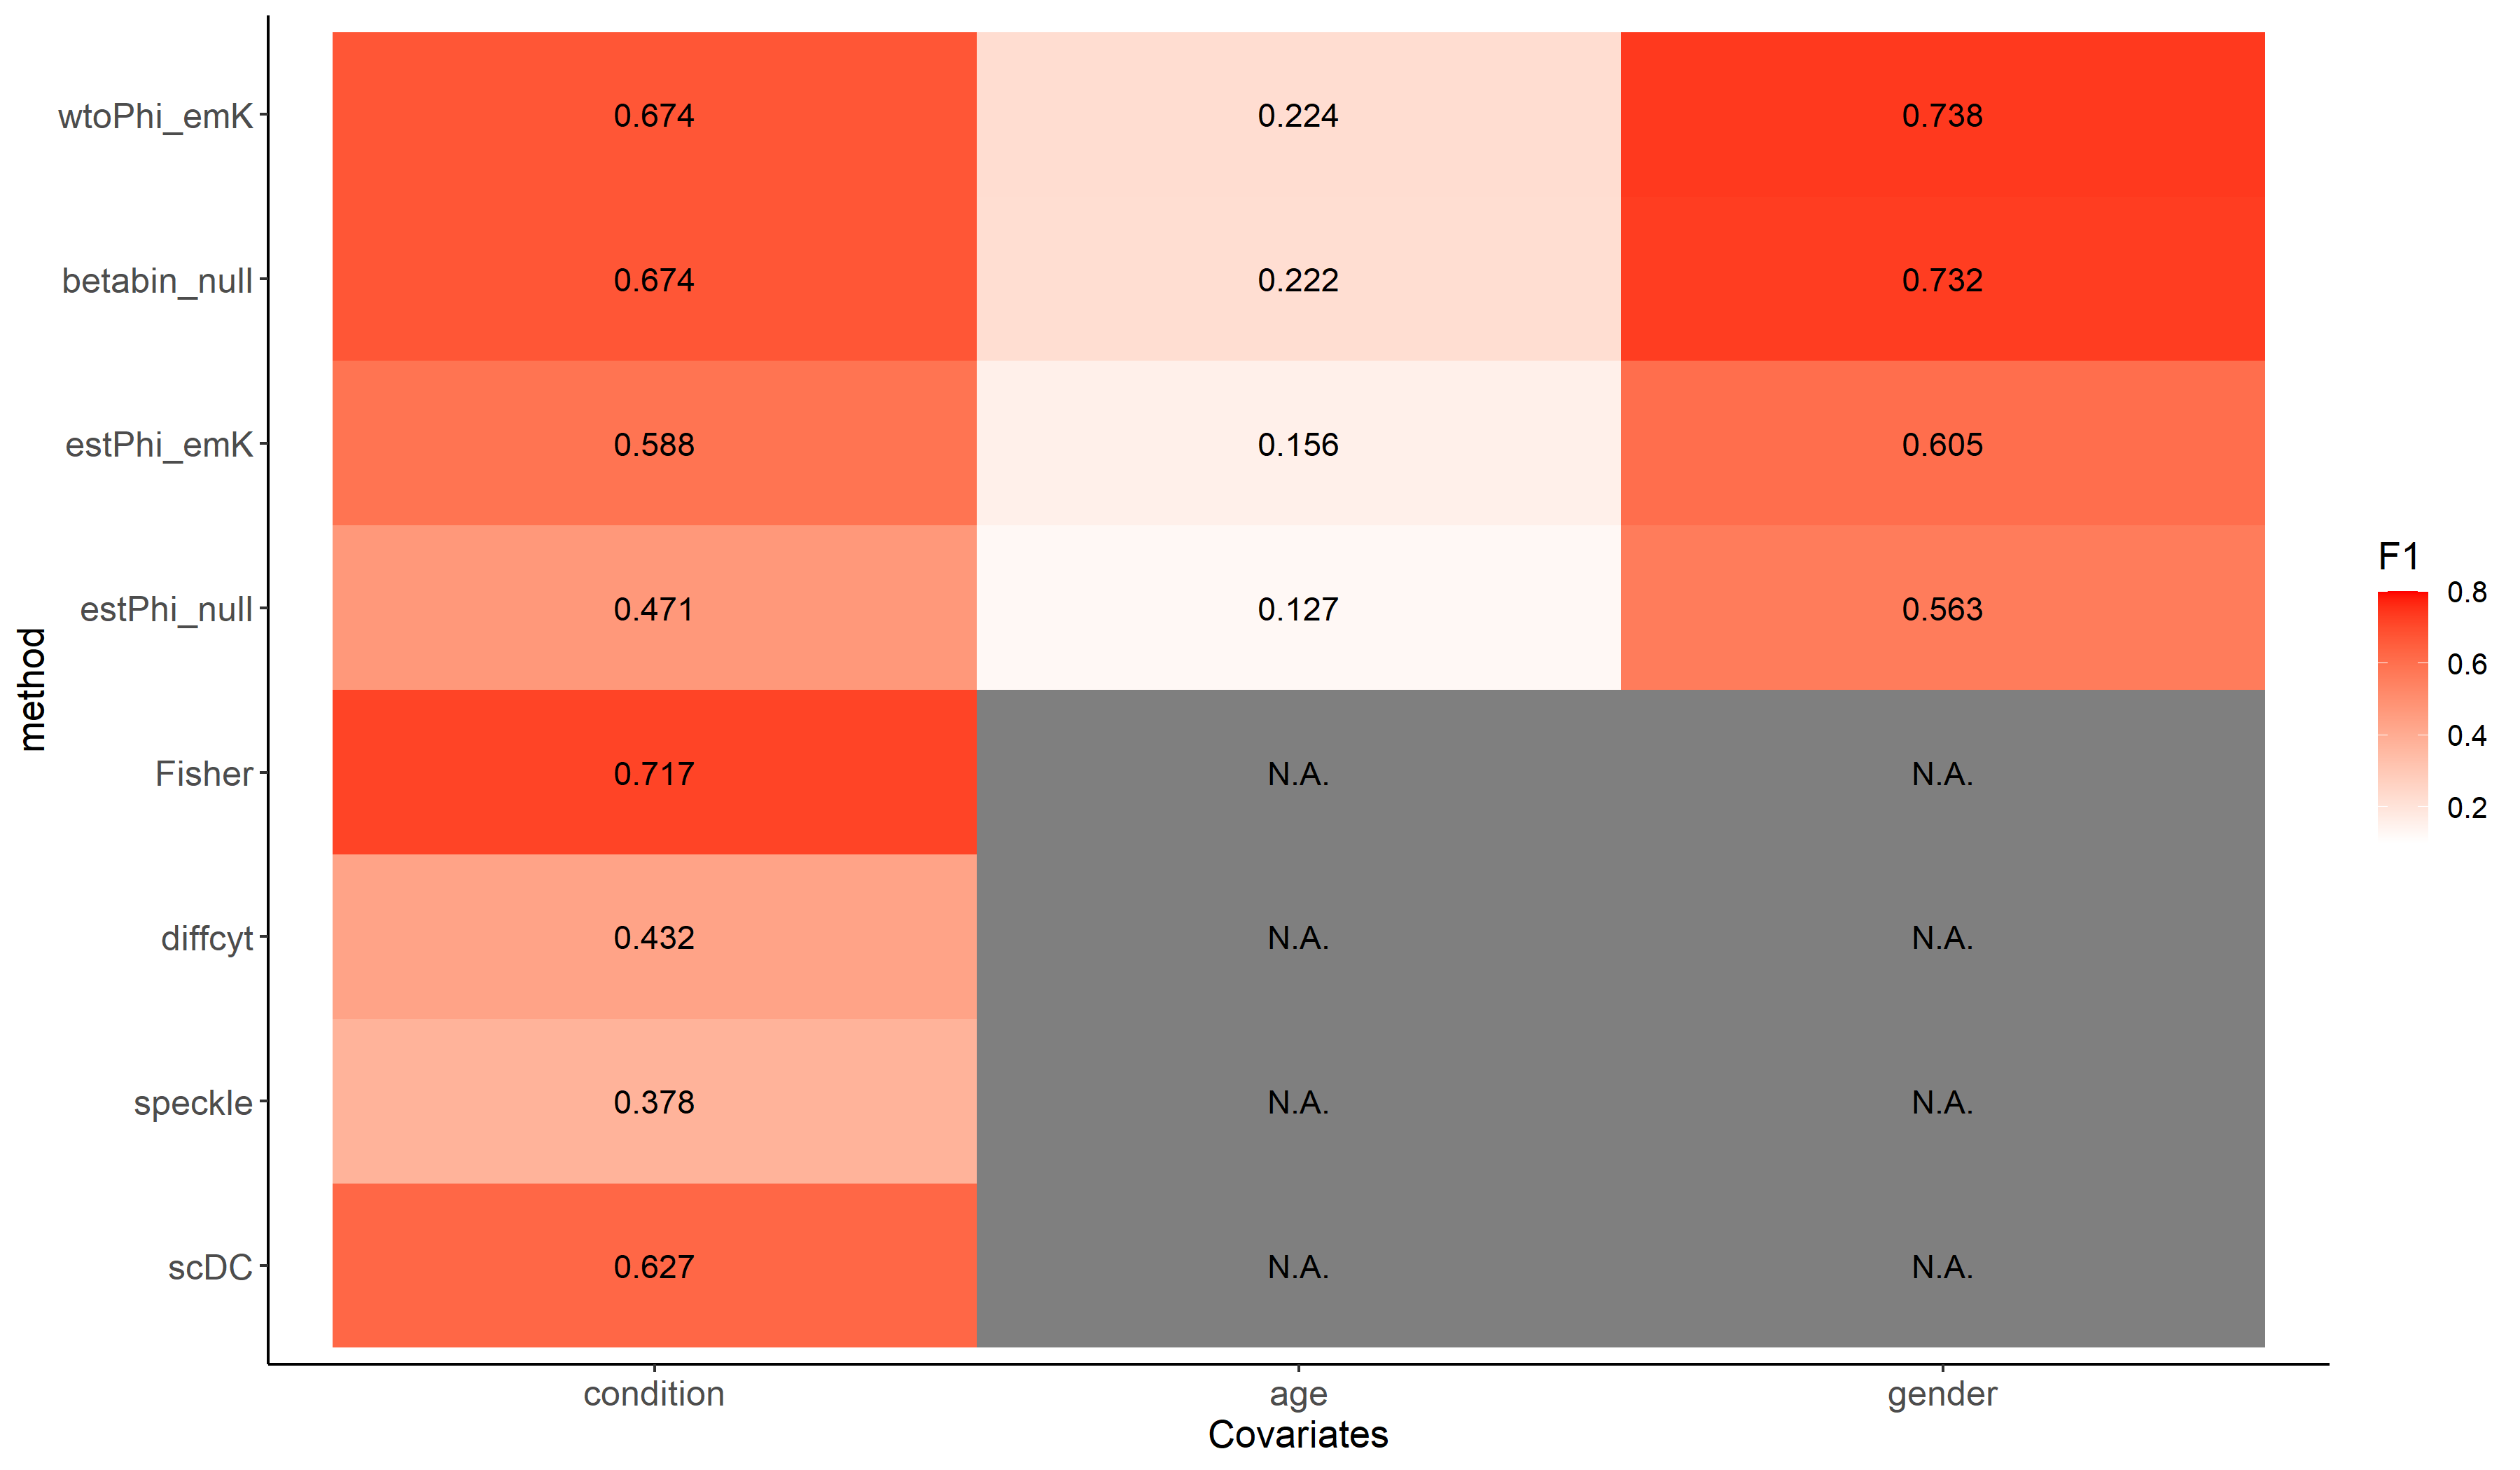 method
wtoPhi_emK 0.674 0.224 0.738
betabin_null 0.674 0.222 0.732
estPhi_emK 0.588 0.156 0.605
estPhi_null 0.471 0.127 0.563
Fisher 0.717 N.A. N.A.
diffcyt 0.432 N.A. N.A.
speckle 0.378 N.A. N.A.
scDC 0.627 N.A. N.A.
condition age gender
Covariates
F1
0.8
0.6
0.4
0.2